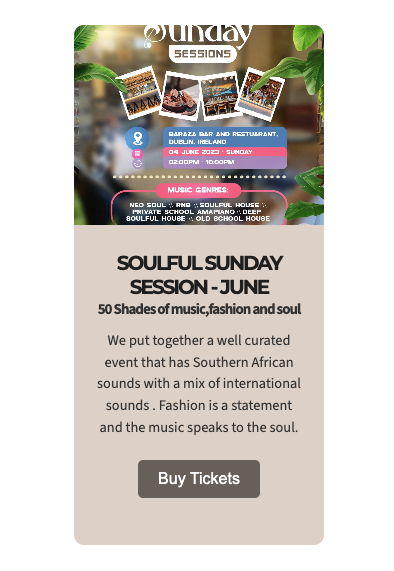 Sunday
SESSIONS
BARAZA BAR AND RESTUARANT,
DUBLIN, IRELAND
04 JUNE 2023 - SUNDAY
02:00PM - 10:00PM
MUSIC GENRES:
NEO SOUL ∵ RNB ∵ SOULFUL HOUSE ∵
PRIVATE SCHOOL AMAPIANO ∵ DEEP
SOULFUL HOUSE ∵ OLD SCHOOL HOUSE
SOULFUL SUNDAY
SESSION - JUNE
50 Shades of music,fashion and soul
We put together a well curated
event that has Southern African
sounds with a mix of international
sounds . Fashion is a statement
and the music speaks to the soul.
Buy Tickets